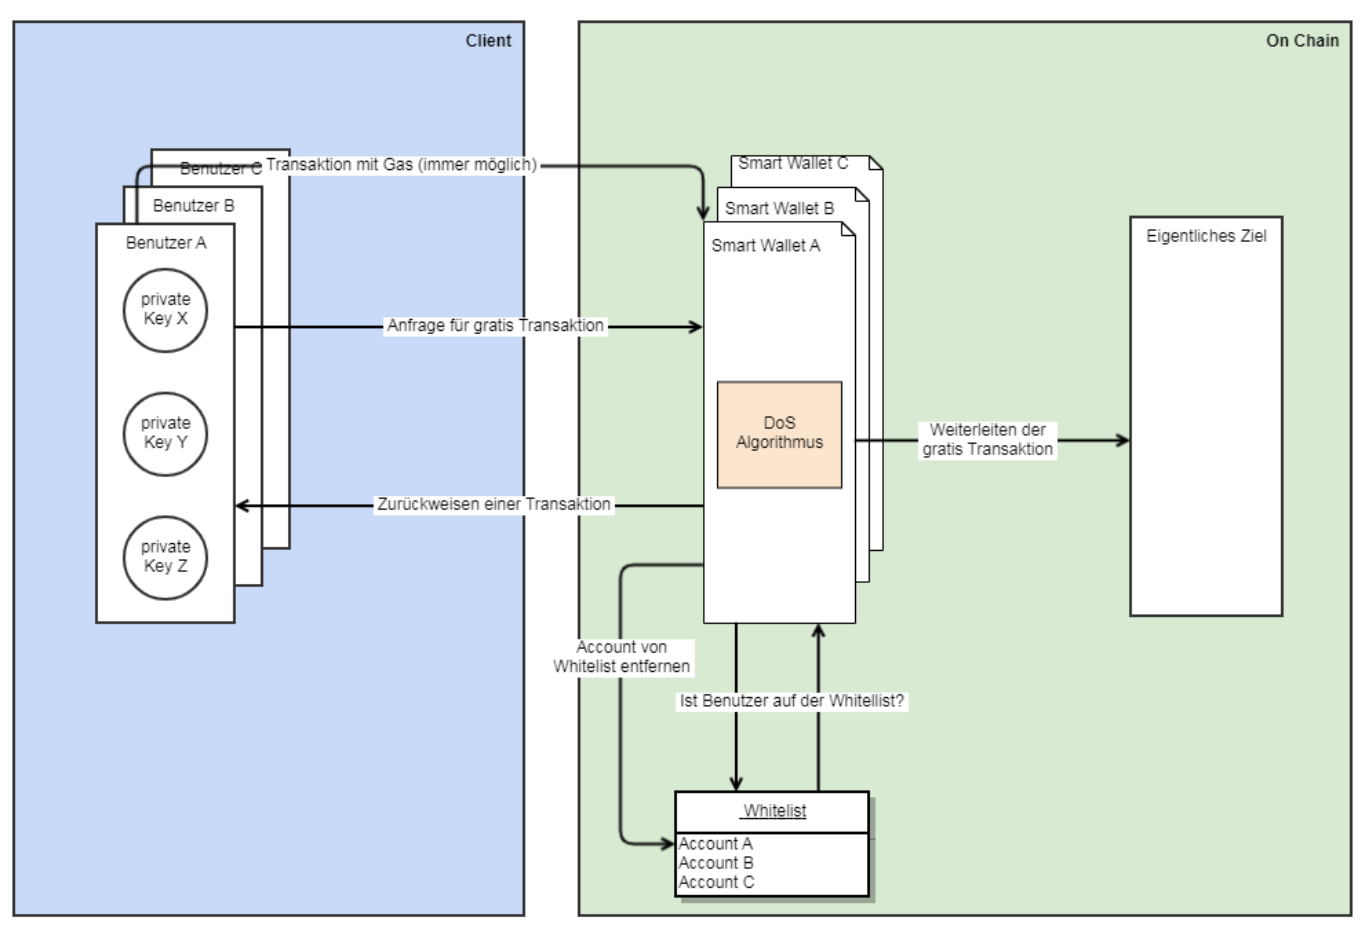 Client
On Chain
Benutzer C
Transaktion mit Gas (immer möglich)
Smart Wallet C
Benutzer B
Smart Wallet B
Benutzer A
Smart Wallet A
Eigentliches Ziel
private
Key X
Anfrage für gratis Transaktion
private
Key Y
DoS
Algorithmus
Weiterleiten der
gratis Transaktion
Zurückweisen einer Transaktion
private
Key Z
Account von
Whitelist entfernen
Ist Benutzer auf der Whitellist?
Whitelist
Account A
Account B
Account C